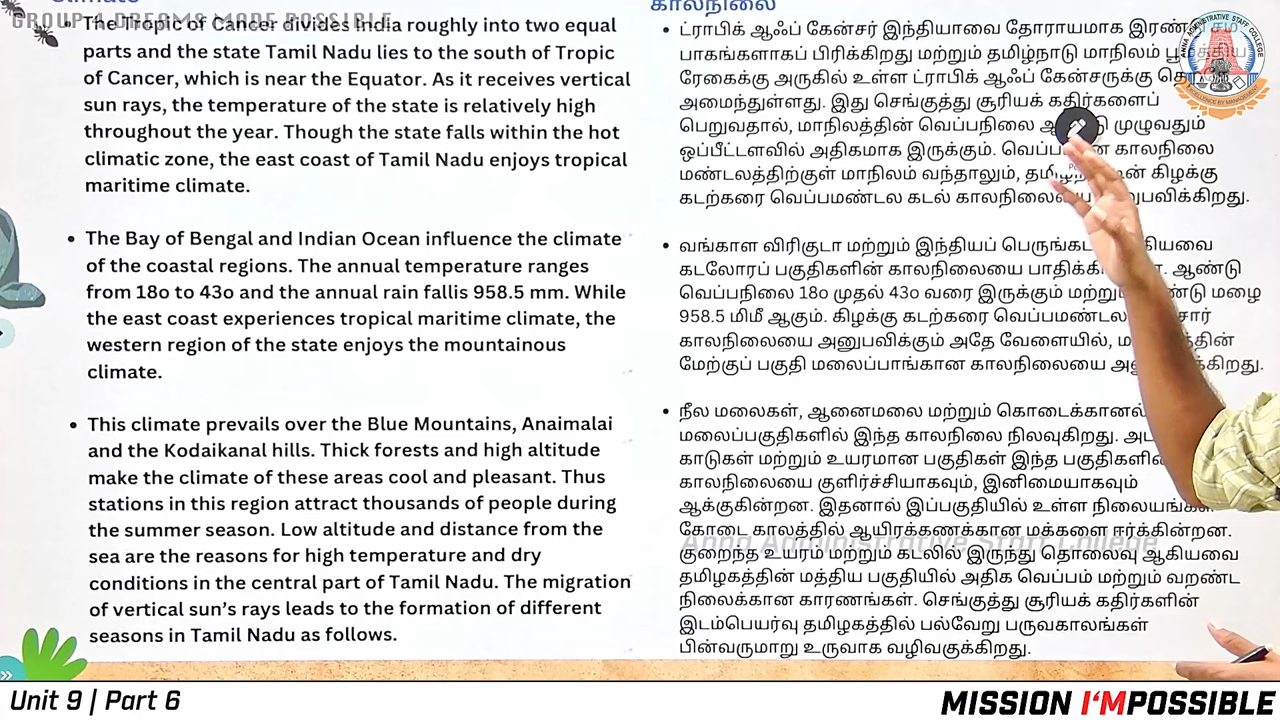 GROUP 4 DREAMS MADE POSSIBLE
Climate
The Tropic of Cancer divides India roughly into two equal
parts and the state Tamil Nadu lies to the south of Tropic
of Cancer, which is near the Equator. As it receives vertical
sun rays, the temperature of the state is relatively high
throughout the year. Though the state falls within the hot
climatic zone, the east coast of Tamil Nadu enjoys tropical
maritime climate.
The Bay of Bengal and Indian Ocean influence the climate
of the coastal regions. The annual temperature ranges
from 18o to 43o and the annual rain fallis 958.5 mm. While
the east coast experiences tropical maritime climate, the
western region of the state enjoys the mountainous
climate.
This climate prevails over the Blue Mountains, Anaimalai
and the Kodaikanal hills. Thick forests and high altitude
make the climate of these areas cool and pleasant. Thus
stations in this region attract thousands of people during
the summer season. Low altitude and distance from the
sea are the reasons for high temperature and dry
conditions in the central part of Tamil Nadu. The migration
of vertical sun's rays leads to the formation of different
seasons in Tamil Nadu as follows.
காலநிலை
ட்ராபிக் ஆஃப் கேன்சர் இந்தியாவை தோராயமாக
பாகங்களாகப் பிரிக்கிறது மற்றும் தமிழ்நாடு மாநிலம்
ரேகைக்கு அருகில் உள்ள ட்ராபிக் ஆஃப் கேன்சருக்கு
அமைந்துள்ளது. இது செங்குத்து சூரியக் கதிர்களைப்
பெறுவதால், மாநிலத்தின் வெப்பநிலை முழுவதும்
ஒப்பீட்டளவில் அதிகமாக இருக்கும். காலநிலை
மண்டலத்திற்குள் மாநிலம் வந்தாலும், கிழக்கு
கடற்கரை வெப்பமண்டல கடல்
வங்காள விரிகுடா மற்றும் இந்தியப்
கடலோரப் பகுதிகளின் காலநிலையை ஆண்டு
வெப்பநிலை 18o முதல் 43o வரை இருக்கும் மழை
958.5 மிமீ ஆகும். கிழக்கு கடற்கரை
காலநிலையை அனுபவிக்கும் அதே வேளையில்,
மேற்குப் பகுதி மலைப்பாங்கான காலநிலையை
நீல மலைகள், ஆனைமலை மற்றும் கொடைக்கானல்
மலைப்பகுதிகளில் இந்த காலநிலை நிலவுகிறது.
காடுகள் மற்றும் உயரமான பகுதிகள் இந்த
காலநிலையை குளிர்ச்சியாகவும், இனிமையாகவும்
ஆக்குகின்றன. இதனால் இப்பகுதியில் உள்ள
கோடை காலத்தில் ஆயிரக்கணக்கான மக்களை ஈர்க்கின்றன.
குறைந்த உயரம் மற்றும் கடலில் இருந்து தொலைவு ஆகியவை
தமிழகத்தின் மத்திய பகுதியில் அதிக வெப்பம் மற்றும் வறண்ட
நிலைக்கான காரணங்கள். செங்குத்து சூரியக் கதிர்களின்
இடம்பெயர்வு தமிழகத்தில் பல்வேறு பருவகாலங்கள்
பின்வருமாறு உருவாக வழிவகுக்கிறது.
Anna Administrative Staff College
ANNA ADMINISTRATIVE STAFF COLLEGE
EXCELLENCE BY MANAGEMENT
Unit 9 | Part 6
MISSION I'MPOSSIBLE